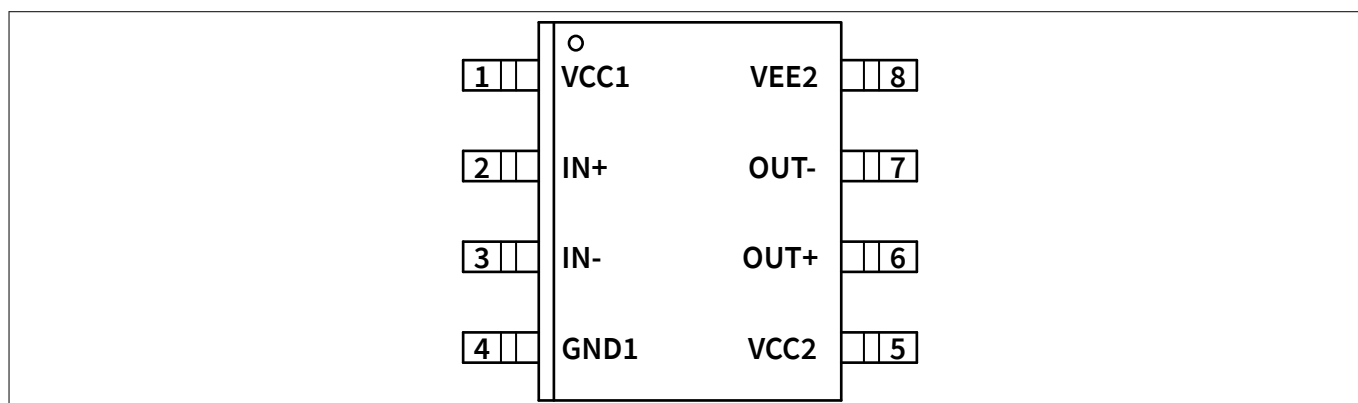 1 VCC1 VEE2 8
2 IN+ OUT- 7
3 IN- OUT+ 6
4 GND1 VCC2 5